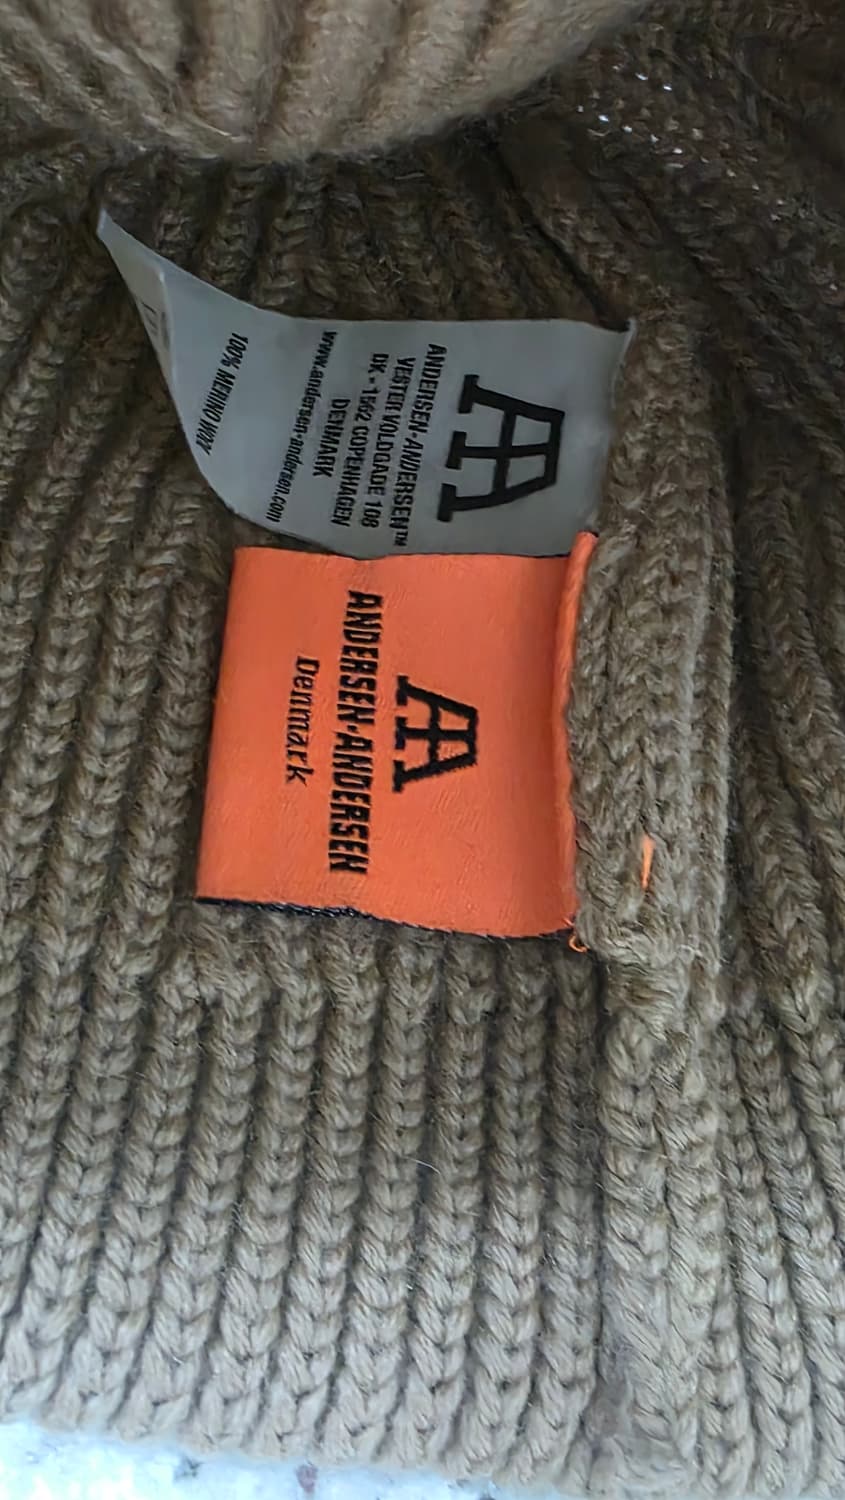 AA
ANDERSEN-ANDERSEN™
VESTER VOLDGADE 108
DK - 1552 COPENHAGEN
DENMARK
www.andersen-andersen.com
100% MERINO WOOL
AA
ANDERSEN-ANDERSEN
Denmark